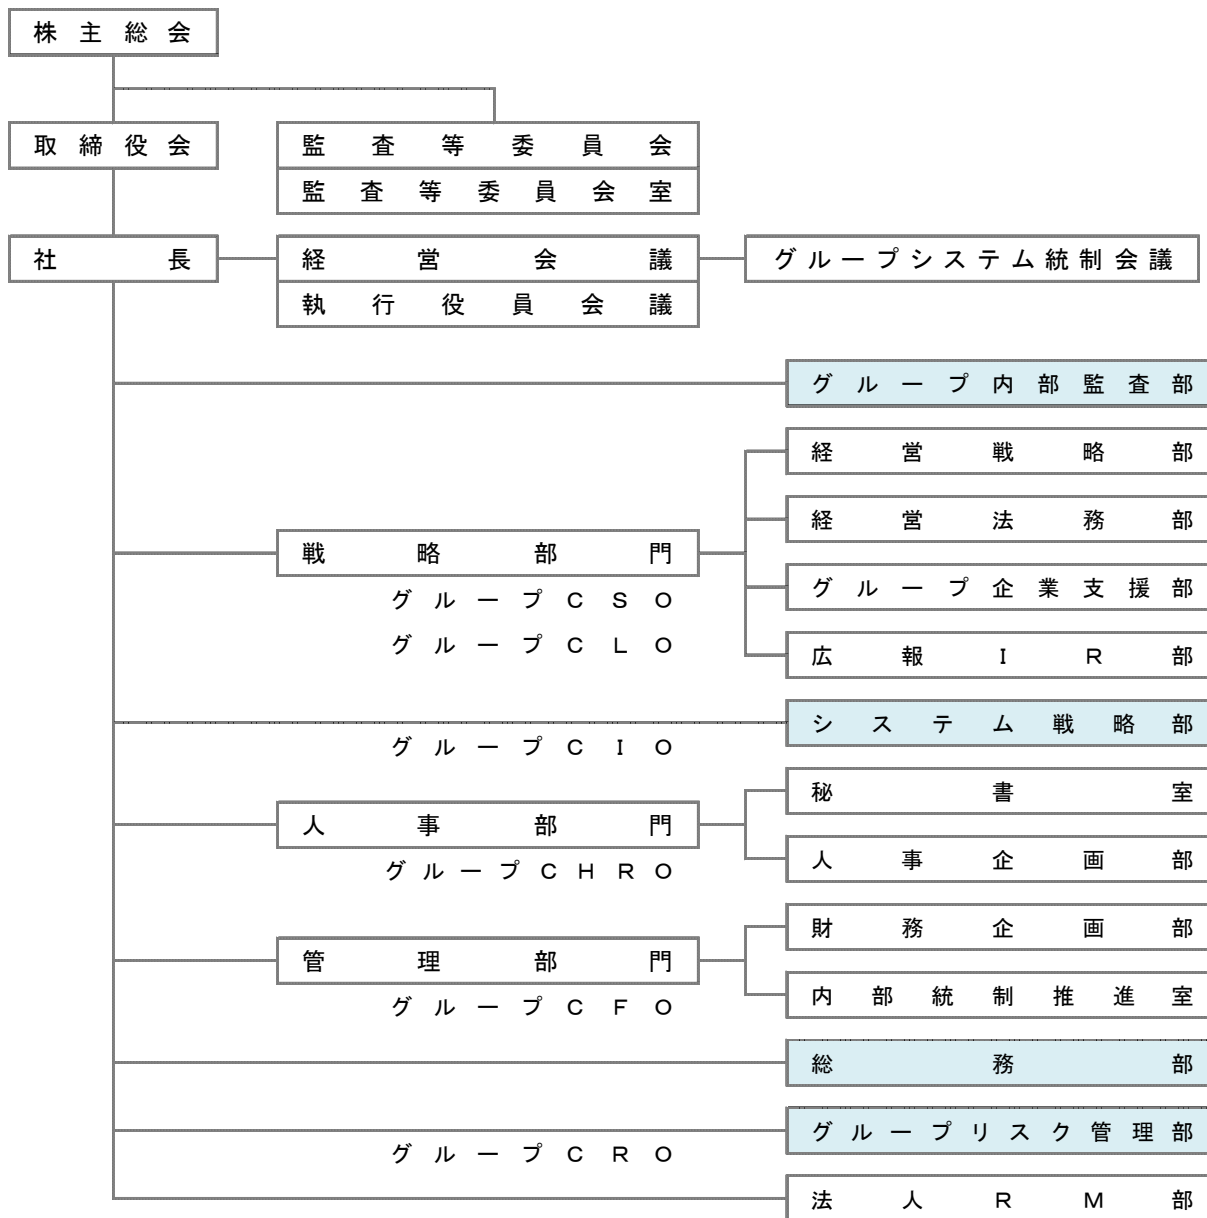 株主総会
取締役会
監査等委員会
監査等委員会室
社長
経営会議
グループシステム統制会議
執行役員会議
グループ内部監査部
経営戦略部
経営法務部
戦略部門
グループ企業支援部
グループCSO
グループCLO
広報IR部
システム戦略部
グループCIO
秘書室
人事部門
人事企画部
グループCHRO
財務企画部
管理部門
内部統制推進室
グループCFO
総務部
グループリスク管理部
グループCRO
法人RM部